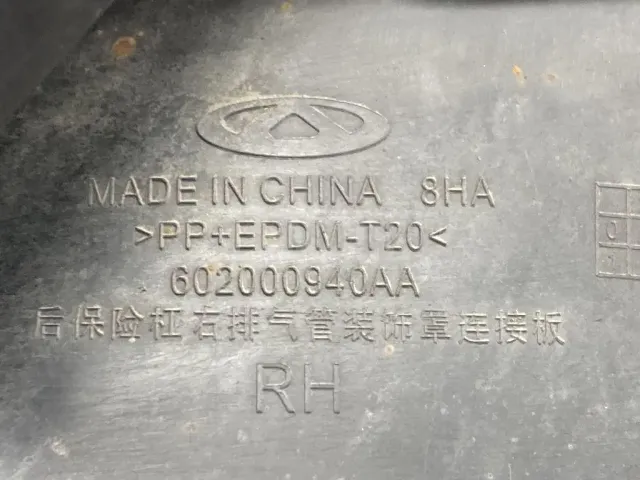 MADE IN CHINA 8HA
>PP+EPDM-T20<
602000940AA
后保险杠右排气管装饰罩连接板
RH
0